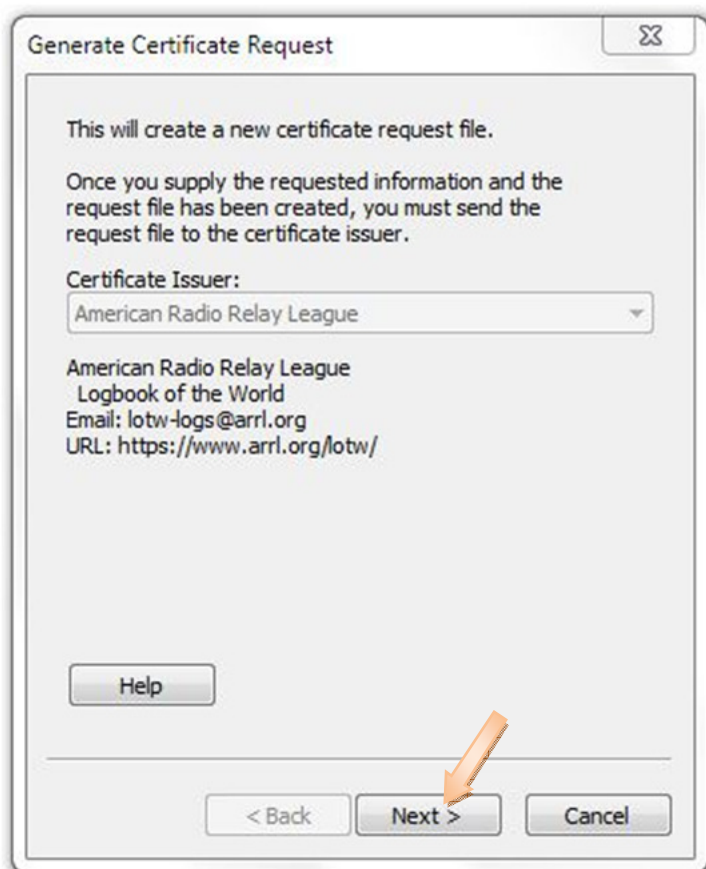 Generate Certificate Request
This will create a new certificate request file.
Once you supply the requested information and the
request file has been created, you must send the
request file to the certificate issuer.
Certificate Issuer:
American Radio Relay League
American Radio Relay League
Logbook of the World
Email: lotw-logs@arrl.org
URL: https://www.arrl.org/lotw/
Help
< Back Next > Cancel